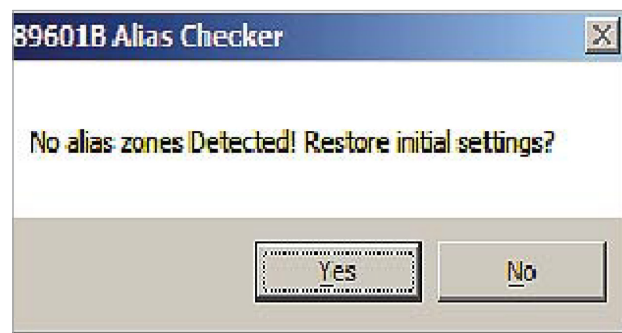 89601B Alias Checker
No alias zones Detected! Restore initial settings?
Yes No